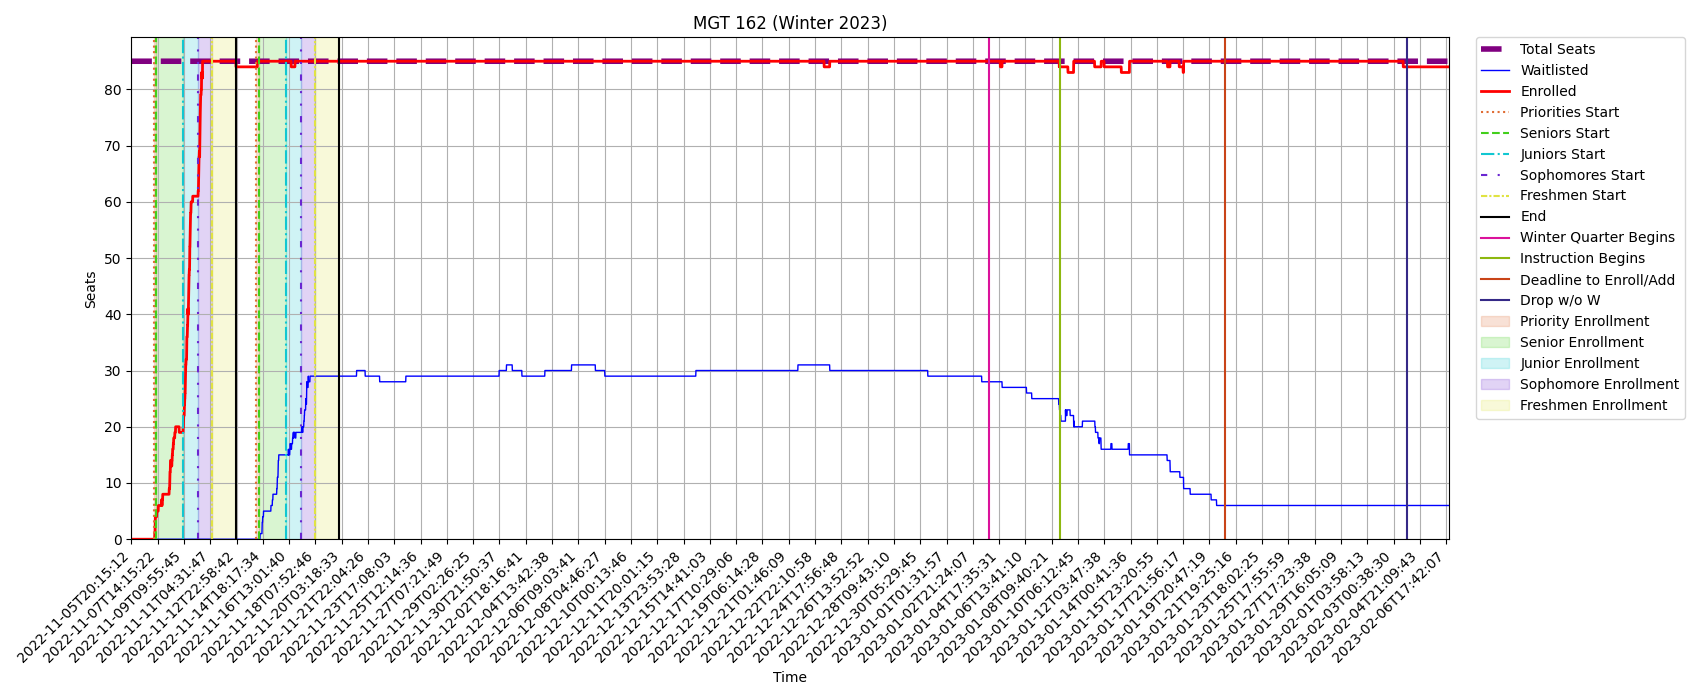 MGT 162 (Winter 2023)
Seats
80
70
60
50
40
30
20
10
0
2022-11-05T20:15:12
2022-11-07T14:15:22
2022-11-09T09:55:45
2022-11-11T04:31:47
2022-11-12T22:58:42
2022-11-14T18:17:34
2022-11-16T13:01:40
2022-11-18T07:52:46
2022-11-20T03:18:33
2022-11-21T22:04:26
2022-11-23T17:08:03
2022-11-25T12:14:36
2022-11-27T07:21:49
2022-11-29T02:26:25
2022-11-30T21:50:37
2022-12-02T18:16:41
2022-12-04T13:42:38
2022-12-06T09:03:41
2022-12-08T04:46:27
2022-12-10T00:13:46
2022-12-11T20:01:15
2022-12-13T23:53:28
2022-12-15T14:41:03
2022-12-17T10:29:06
2022-12-19T06:14:28
2022-12-21T01:46:09
2022-12-22T22:10:58
2022-12-24T17:56:48
2022-12-26T13:52:52
2022-12-28T09:43:10
2022-12-30T05:29:45
2023-01-01T01:31:57
2023-01-02T21:24:07
2023-01-04T17:35:31
2023-01-06T13:41:10
2023-01-08T09:40:21
2023-01-10T06:12:45
2023-01-12T03:47:38
2023-01-14T00:41:36
2023-01-15T23:20:55
2023-01-17T21:56:17
2023-01-19T20:47:19
2023-01-21T19:25:16
2023-01-23T18:02:25
2023-01-25T17:55:59
2023-01-27T17:23:38
2023-01-29T16:05:09
2023-02-01T03:58:13
2023-02-03T00:38:30
2023-02-04T21:09:43
2023-02-06T17:42:07
Time
Total Seats
Waitlisted
Enrolled
Priorities Start
Seniors Start
Juniors Start
Sophomores Start
Freshmen Start
End
Winter Quarter Begins
Instruction Begins
Deadline to Enroll/Add
Drop w/o W
Priority Enrollment
Senior Enrollment
Junior Enrollment
Sophomore Enrollment
Freshmen Enrollment